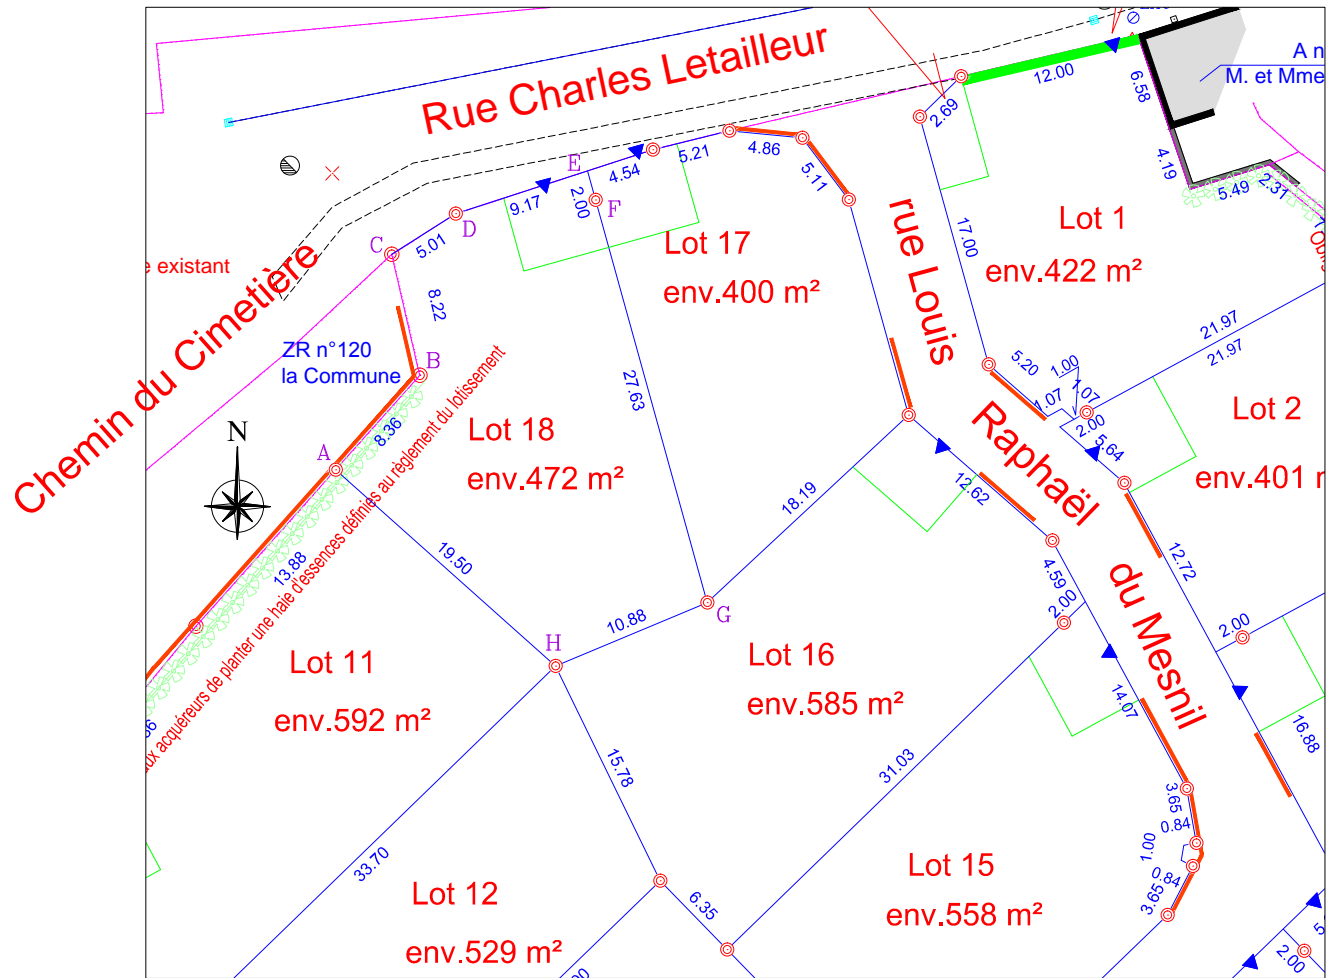 Rue Charles Letailleur
Chemin du Cimetière
rue Louis
Raphaël
du Mesnil
A n
M. et Mme
e existant
ZR n°120
la Commune
N
Lot 1
env.422 m²
Lot 2
env.401
Lot 17
env.400 m²
Lot 18
env.472 m²
Lot 11
env.592 m²
Lot 16
env.585 m²
Lot 12
env.529 m²
Lot 15
env.558 m²
aux acquéreurs de planter une haie d'essences définies au règlement du lotissement
A
B
C
D
E
F
G
H
12.00
2.69
6.58
4.19
5.49
2.31
5.21
4.86
5.11
4.54
9.17
2.00
5.01
8.22
8.36
27.63
17.00
21.97
21.97
5.20
1.00
1.07
1.07
2.00
5.64
12.62
12.72
18.19
19.50
13.88
10.88
4.59
2.00
2.00
14.07
16.88
15.78
31.03
33.70
6.35
3.65
0.84
1.00
0.84
3.65
2.00